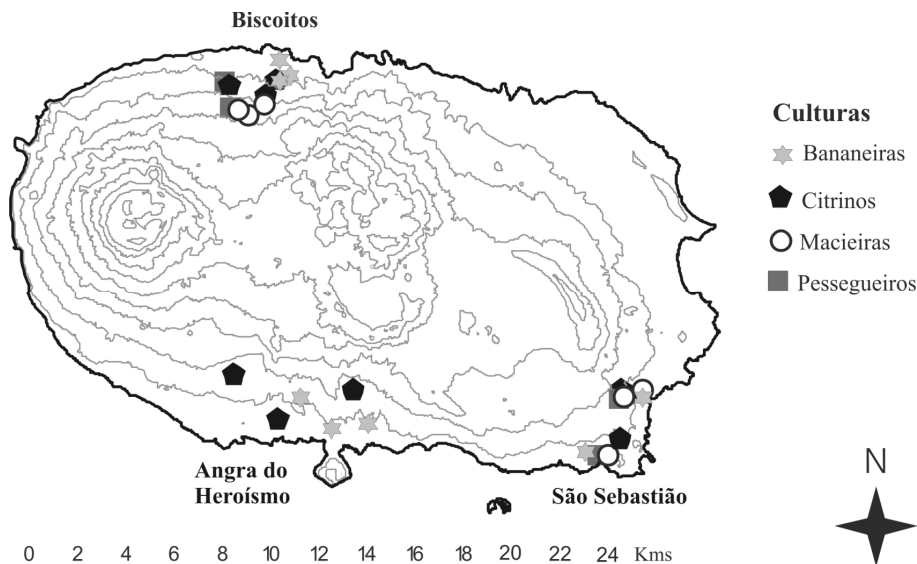 Biscoitos
Culturas
Bananeiras
Citrinos
Macieiras
Pessegueiros
Angra do
Heroísmo
São Sebastião
N
0 2 4 6 8 10 12 14 16 18 20 22 24 Kms